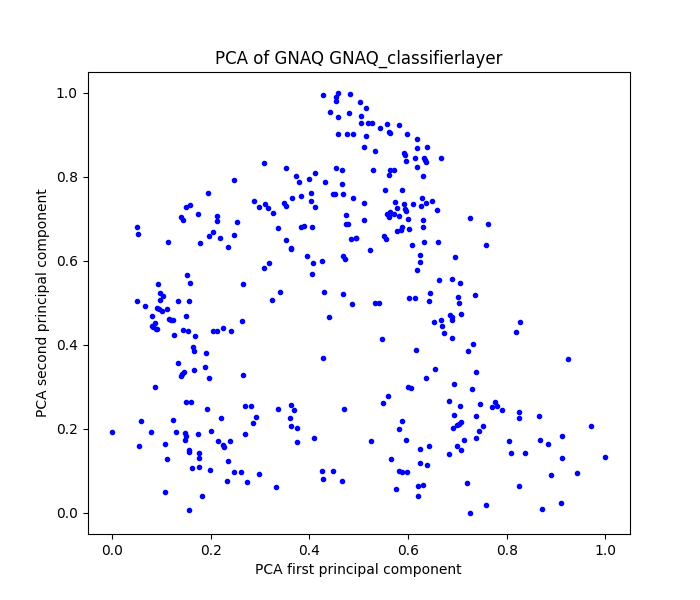 PCA of GNAQ GNAQ_classifierlayer
PCA second principal component
1.0
0.8
0.6
0.4
0.2
0.0
0.0 0.2 0.4 0.6 0.8 1.0
PCA first principal component